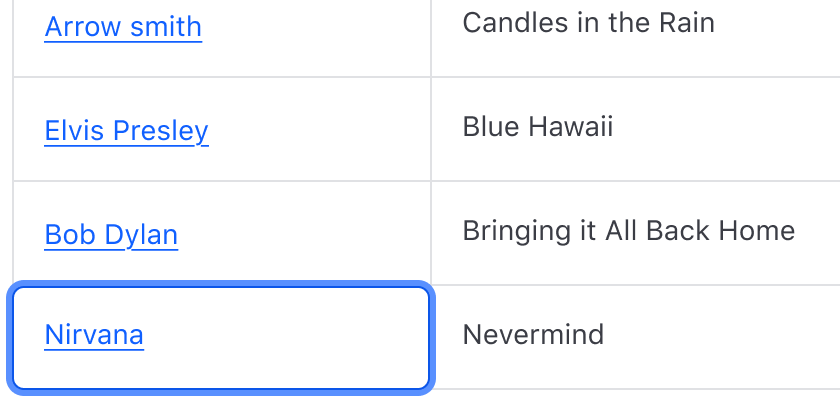 Arrow smith Candles in the Rain
Elvis Presley Blue Hawaii
Bob Dylan Bringing it All Back Home
Nirvana Nevermind